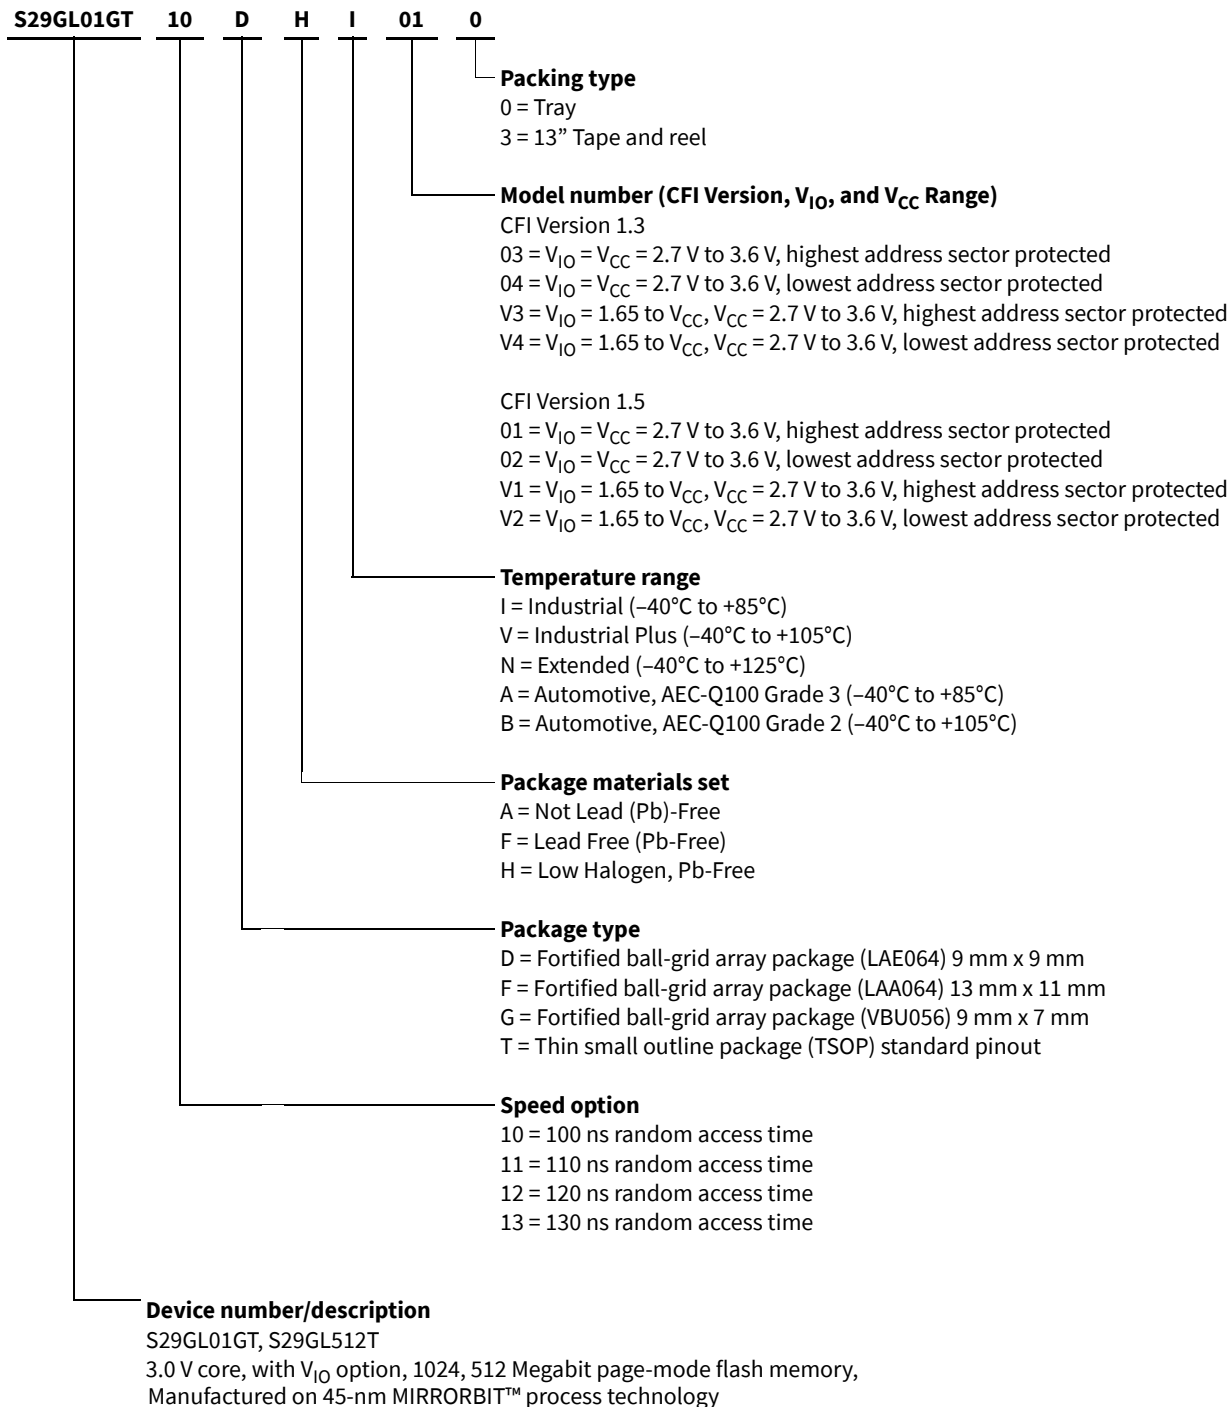 S29GL01GT 10 D H I 01 0
Packing type
0 = Tray
3 = 13” Tape and reel
Model number (CFI Version, VIO, and VCC Range)
CFI Version 1.3
03 = VIO = VCC = 2.7 V to 3.6 V, highest address sector protected
04 = VIO = VCC = 2.7 V to 3.6 V, lowest address sector protected
V3 = VIO = 1.65 to VCC, VCC = 2.7 V to 3.6 V, highest address sector protected
V4 = VIO = 1.65 to VCC, VCC = 2.7 V to 3.6 V, lowest address sector protected
CFI Version 1.5
01 = VIO = VCC = 2.7 V to 3.6 V, highest address sector protected
02 = VIO = VCC = 2.7 V to 3.6 V, lowest address sector protected
V1 = VIO = 1.65 to VCC, VCC = 2.7 V to 3.6 V, highest address sector protected
V2 = VIO = 1.65 to VCC, VCC = 2.7 V to 3.6 V, lowest address sector protected
Temperature range
I = Industrial (–40°C to +85°C)
V = Industrial Plus (–40°C to +105°C)
N = Extended (–40°C to +125°C)
A = Automotive, AEC-Q100 Grade 3 (–40°C to +85°C)
B = Automotive, AEC-Q100 Grade 2 (–40°C to +105°C)
Package materials set
A = Not Lead (Pb)-Free
F = Lead Free (Pb-Free)
H = Low Halogen, Pb-Free
Package type
D = Fortified ball-grid array package (LAE064) 9 mm x 9 mm
F = Fortified ball-grid array package (LAA064) 13 mm x 11 mm
G = Fortified ball-grid array package (VBU056) 9 mm x 7 mm
T = Thin small outline package (TSOP) standard pinout
Speed option
10 = 100 ns random access time
11 = 110 ns random access time
12 = 120 ns random access time
13 = 130 ns random access time
Device number/description
S29GL01GT, S29GL512T
3.0 V core, with VIO option, 1024, 512 Megabit page-mode flash memory,
Manufactured on 45-nm MIRRORBIT™ process technology